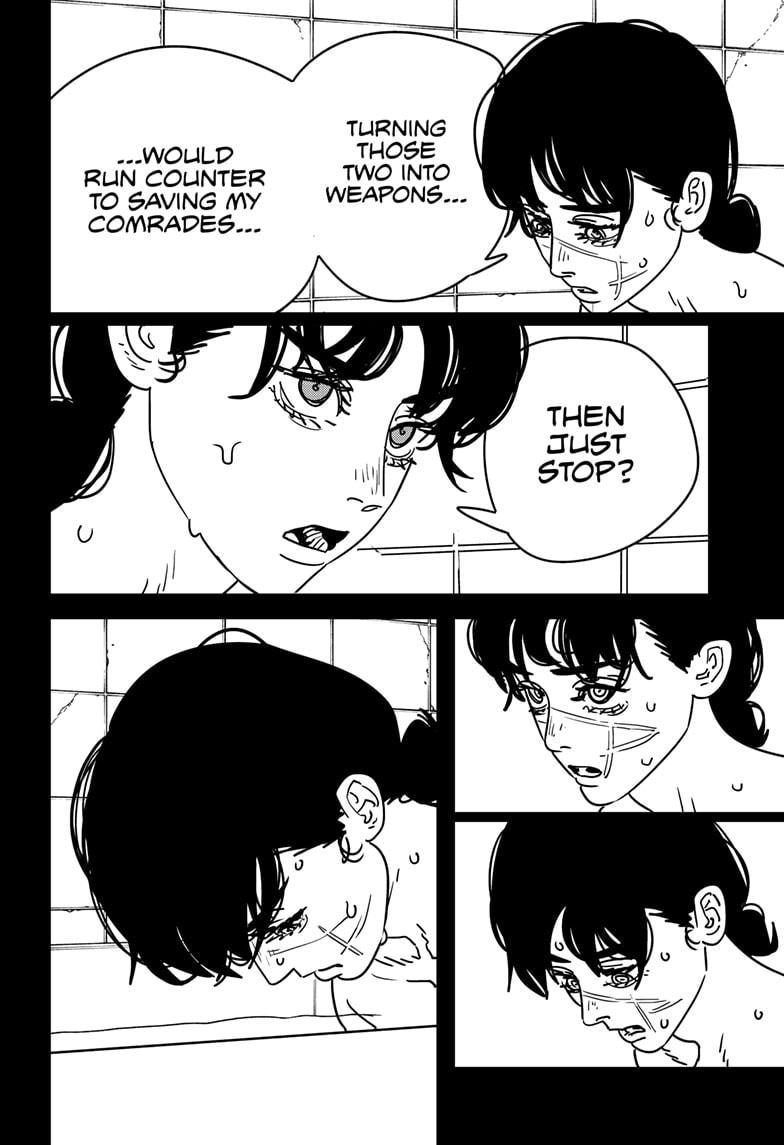 TURNING
THOSE
TWO INTO
WEAPONS...
...WOULD
RUN COUNTER
TO SAVING MY
COMRADES...
THEN
JUST
STOP?